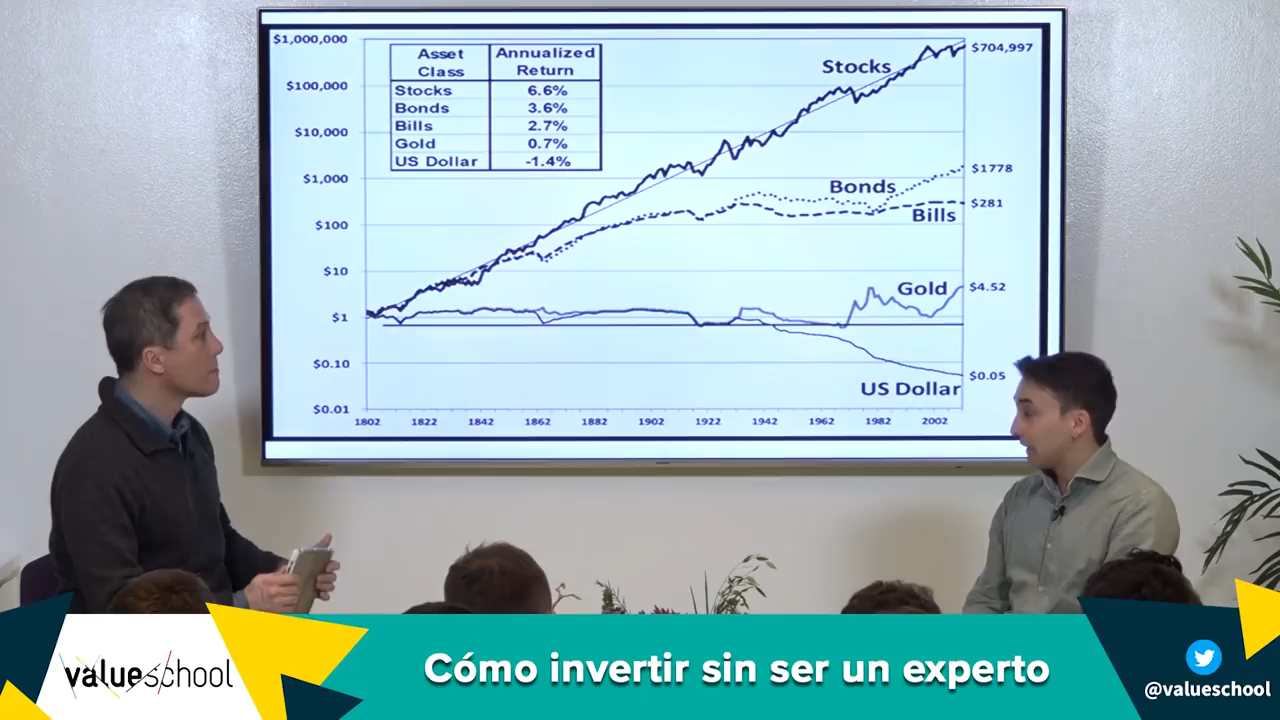 $1,000,000
$100,000
$10,000
$1,000
$100
$10
$1
$0.10
$0.01
Asset Class Annualized Return
Stocks 6.6%
Bonds 3.6%
Bills 2.7%
Gold 0.7%
US Dollar -1.4%
Stocks
$704,997
Bonds
$1778
Bills
$281
Gold
$4.52
US Dollar
$0.05
1802 1822 1842 1862 1882 1902 1922 1942 1962 1982 2002
valueschool
Cómo invertir sin ser un experto
@valueschool